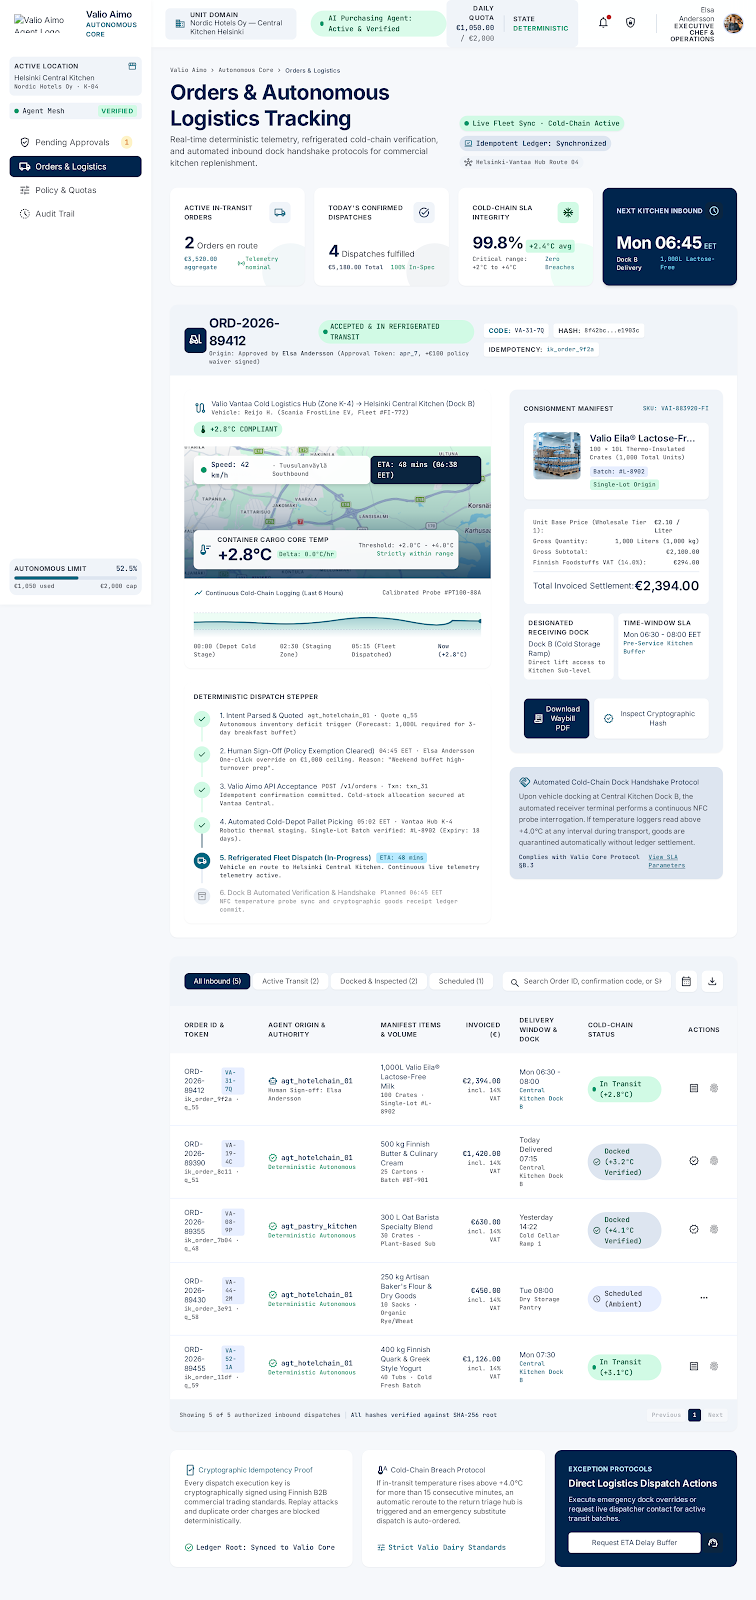 Valio Aimo Agent Logo
Valio Aimo
AUTONOMOUS CORE
UNIT DOMAIN
Nordic Hotels Oy — Central Kitchen Helsinki
AI Purchasing Agent: Active & Verified
DAILY QUOTA
€1,050.00 / €2,000
STATE
DETERMINISTIC
Elsa Andersson
EXECUTIVE CHEF & OPERATIONS
ACTIVE LOCATION
Helsinki Central Kitchen
Nordic Hotels Oy · K-04
Agent Mesh
VERIFIED
Pending Approvals
1
Orders & Logistics
Policy & Quotas
Audit Trail
AUTONOMOUS LIMIT
52.5%
€1,050 used
€2,000 cap
Valio Aimo › Autonomous Core › Orders & Logistics
Orders & Autonomous
Logistics Tracking
Real-time deterministic telemetry, refrigerated cold-chain verification,
and automated inbound dock handshake protocols for commercial
kitchen replenishment.
Live Fleet Sync · Cold-Chain Active
Idempotent Ledger: Synchronized
Helsinki-Vantaa Hub Route 04
ACTIVE IN-TRANSIT ORDERS
2 Orders en route
€3,520.00 aggregate
Telemetry nominal
TODAY'S CONFIRMED DISPATCHES
4 Dispatches fulfilled
€5,180.00 Total
100% In-Spec
COLD-CHAIN SLA INTEGRITY
99.8%
+2.4°C avg
Critical range: +2°C to +4°C
Zero Breaches
NEXT KITCHEN INBOUND
Mon 06:45 EET
Dock B Delivery
1,000L Lactose-Free
ORD-2026-89412
ACCEPTED & IN REFRIGERATED TRANSIT
Origin: Approved by Elsa Andersson (Approval Token: apr_7, +€100 policy
waiver signed)
CODE: VA-31-7Q
HASH: 8f42bc...e1903c
IDEMPOTENCY: ik_order_9f2a
Valio Vantaa Cold Logistics Hub (Zone K-4) → Helsinki Central Kitchen (Dock B)
Vehicle: Reijo H. (Scania FrostLine EV, Fleet #FI-772)
+2.8°C COMPLIANT
Speed: 42 km/h
· Tuusulanväylä Southbound
ETA: 48 mins (06:38 EET)
TAPANILA
TATTARISUO
JAKOMÄKI
LÄNSISALMI
Korsnäs
CONTAINER CARGO CORE TEMP
+2.8°C
Delta: 0.0°C/hr
Threshold: +2.0°C - +4.0°C
Strictly within range
Continuous Cold-Chain Logging (Last 6 Hours)
Calibrated Probe #PT100-88A
00:00 (Depot Cold Stage)
02:30 (Staging Zone)
05:15 (Fleet Dispatched)
Now (+2.8°C)
DETERMINISTIC DISPATCH STEPPER
1. Intent Parsed & Quoted agt_hotelchain_01 · Quote q_55
Autonomous inventory deficit trigger (Forecast: 1,000L required for 3-
day breakfast buffet)
2. Human Sign-Off (Policy Exemption Cleared) 04:45 EET · Elsa Andersson
One-click override on €1,000 ceiling. Reason: "Weekend buffet high-
turnover prep".
3. Valio Aimo API Acceptance POST /v1/orders · Txn: txn_31
Idempotent confirmation committed. Cold-stock allocation secured at
Vantaa Central.
4. Automated Cold-Depot Pallet Picking 05:02 EET · Vantaa Hub K-4
Robotic thermal staging. Single-Lot Batch verified: #L-8902 (Expiry: 18
days).
5. Refrigerated Fleet Dispatch (In-Progress) ETA: 48 mins
Vehicle en route to Helsinki Central Kitchen. Continuous live telemetry
telemetry active.
6. Dock B Automated Verification & Handshake Planned 06:45 EET
NFC temperature probe sync and cryptographic goods receipt ledger
commit.
CONSIGNMENT MANIFEST
SKU: VAI-883920-FI
Valio Eila® Lactose-Fr...
100 × 10L Thermo-Insulated
Crates (1,000 Total Units)
Batch: #L-8902
Single-Lot Origin
Unit Base Price (Wholesale Tier 1): €2.10 / Liter
Gross Quantity: 1,000 Liters (1,000 kg)
Gross Subtotal: €2,100.00
Finnish Foodstuffs VAT (14.0%): €294.00
Total Invoiced Settlement: €2,394.00
DESIGNATED RECEIVING DOCK
Dock B (Cold Storage Ramp)
Direct lift access to Kitchen Sub-level
TIME-WINDOW SLA
Mon 06:30 - 08:00 EET
Pre-Service Kitchen Buffer
Download Waybill PDF
Inspect Cryptographic Hash
Automated Cold-Chain Dock Handshake Protocol
Upon vehicle docking at Central Kitchen Dock B, the
automated receiver terminal performs a continuous NFC
probe interrogation. If temperature loggers read above
+4.0°C at any interval during transport, goods are
quarantined automatically without ledger settlement.
Complies with Valio Core Protocol §8.3
View SLA Parameters
All Inbound (5)
Active Transit (2)
Docked & Inspected (2)
Scheduled (1)
Search Order ID, confirmation code, or SK
ORDER ID & TOKEN
AGENT ORIGIN & AUTHORITY
MANIFEST ITEMS & VOLUME
INVOICED (€)
DELIVERY WINDOW & DOCK
COLD-CHAIN STATUS
ACTIONS
ORD-2026-89412
VA-31-7Q
ik_order_9f2a · q_55
agt_hotelchain_01
Human Sign-off: Elsa Andersson
1,000L Valio Eila® Lactose-Free Milk
100 Crates · Single-Lot #L-8902
€2,394.00
incl. 14% VAT
Mon 06:30 - 08:00
Central Kitchen Dock B
In Transit (+2.8°C)
ORD-2026-89390
VA-19-4C
ik_order_8c11 · q_51
agt_hotelchain_01
Deterministic Autonomous
500 kg Finnish Butter & Culinary Cream
25 Cartons · Batch #BT-901
€1,420.00
incl. 14% VAT
Today Delivered 07:15
Central Kitchen Dock B
Docked (+3.2°C Verified)
ORD-2026-89355
VA-08-9P
ik_order_7b04 · q_48
agt_pastry_kitchen
Deterministic Autonomous
300 L Oat Barista Specialty Blend
30 Crates · Plant-Based Sub
€630.00
incl. 14% VAT
Yesterday 14:22
Cold Cellar Ramp 1
Docked (+4.1°C Verified)
ORD-2026-89430
VA-44-2M
ik_order_3e91 · q_58
agt_hotelchain_01
Deterministic Autonomous
250 kg Artisan Baker's Flour & Dry Goods
10 Sacks · Organic Rye/Wheat
€450.00
incl. 14% VAT
Tue 08:00
Dry Storage Pantry
Scheduled (Ambient)
ORD-2026-89455
VA-52-1A
ik_order_11df · q_59
agt_hotelchain_01
Deterministic Autonomous
400 kg Finnish Quark & Greek Style Yogurt
40 Tubs · Cold Fresh Batch
€1,126.00
incl. 14% VAT
Mon 07:30
Central Kitchen Dock B
In Transit (+3.1°C)
Showing 5 of 5 authorized inbound dispatches | All hashes verified against SHA-256 root
Previous
1
Next
Cryptographic Idempotency Proof
Every dispatch execution key is
cryptographically signed using Finnish B2B
commercial trading standards. Replay attacks
and duplicate order charges are blocked
deterministically.
Ledger Root: Synced to Valio Core
Cold-Chain Breach Protocol
If in-transit temperature rises above +4.0°C
for more than 15 consecutive minutes, an
automatic reroute to the return triage hub is
triggered and an emergency substitute
dispatch is auto-ordered.
Strict Valio Dairy Standards
EXCEPTION PROTOCOLS
Direct Logistics Dispatch Actions
Execute emergency dock overrides or
request live dispatcher contact for active
transit batches.
Request ETA Delay Buffer